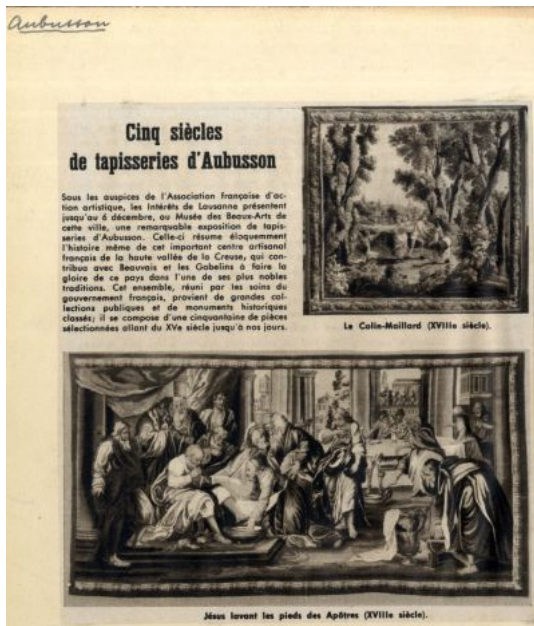 Aubusson
Cinq siècles
de tapisseries d'Aubusson
Sous les auspices de l'Association française d'ac-
tion artistique, les Intérêts de Lausanne présentent
jusqu'au 6 décembre, au Musée des Beaux-Arts de
cette ville, une remarquable exposition de tapis-
series d'Aubusson. Celle-ci résume éloquemment
l'histoire même de cet important centre artisanal
français de la haute vallée de la Creuse, qui con-
tribua avec Beauvais et les Gobelins à faire la
gloire de ce pays dans l'une de ses plus nobles
traditions. Cet ensemble, réuni par les soins du
gouvernement français, provient de grandes col-
lections publiques et de monuments historiques
classés; il se compose d'une cinquantaine de pièces
sélectionnées allant du XVe siècle jusqu'à nos jours.
Le Colin-Maillard (XVIIIe siècle).
Jésus lavant les pieds des Apôtres (XVIIIe siècle).